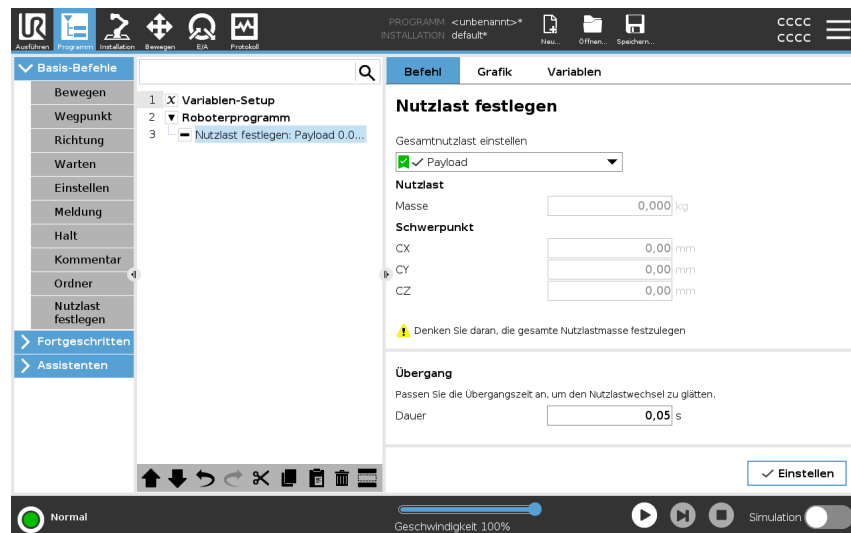 PROGRAMM <unbenannt>*
INSTALLATION default*
Ausführen
Programm
Installation
Bewegen
E/A
Protokoll
Neu...
Öffnen...
Speichern...
cccc
cccc
Basis-Befehle
Bewegen
Wegpunkt
Richtung
Warten
Einstellen
Meldung
Halt
Kommentar
Ordner
Nutzlast
festlegen
Fortgeschritten
Assistenten
1 X Variablen-Setup
2 ▼ Roboterprogramm
3 Nutzlast festlegen: Payload 0.0...
Befehl Grafik Variablen
Nutzlast festlegen
Gesamtnutzlast einstellen
Payload
Nutzlast
Masse 0,000 kg
Schwerpunkt
CX 0,00 mm
CY 0,00 mm
CZ 0,00 mm
Denken Sie daran, die gesamte Nutzlastmasse festzulegen
Übergang
Passen Sie die Übergangszeit an, um den Nutzlastwechsel zu glätten.
Dauer 0,05 s
Einstellen
Normal
Geschwindigkeit 100%
Simulation